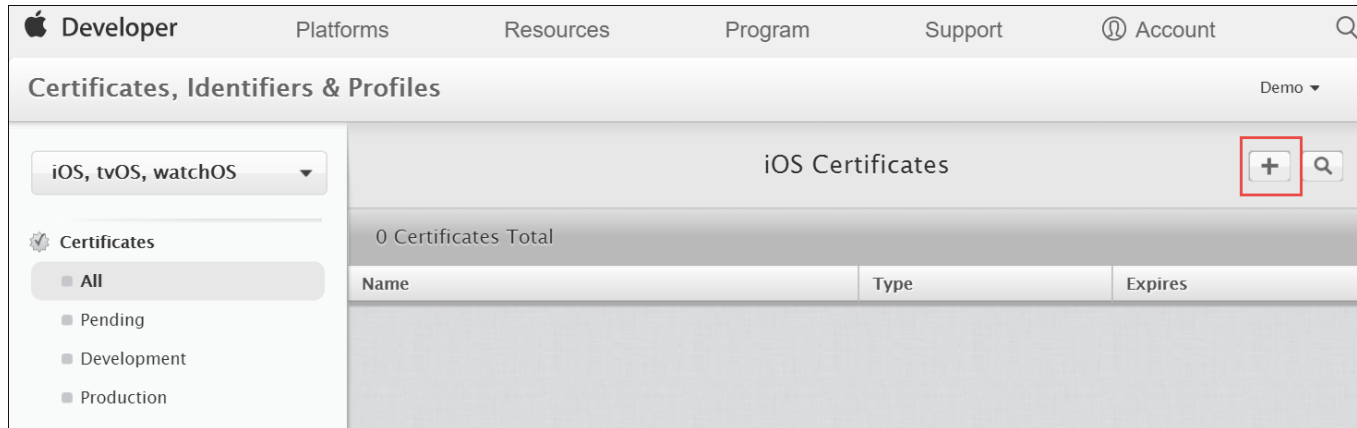 Developer Platforms Resources Program Support Account
Certificates, Identifiers & Profiles Demo
iOS, tvOS, watchOS
iOS Certificates
Certificates
0 Certificates Total
All
Name Type Expires
Pending
Development
Production